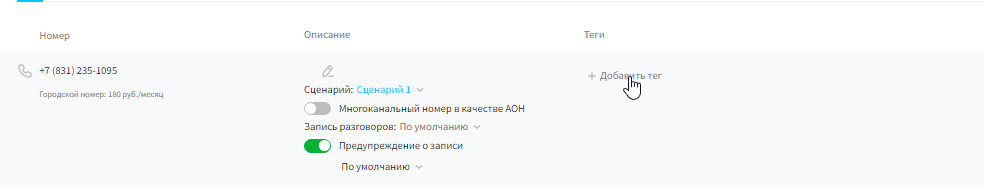 Номер Описание Теги
+7 (831) 235-1095
Добавить тег
Городской номер: 180 руб./месяц
Сценарий: Сценарий 1
Многоканальный номер в качестве АОН
Запись разговоров: По умолчанию
Предупреждение о записи
По умолчанию